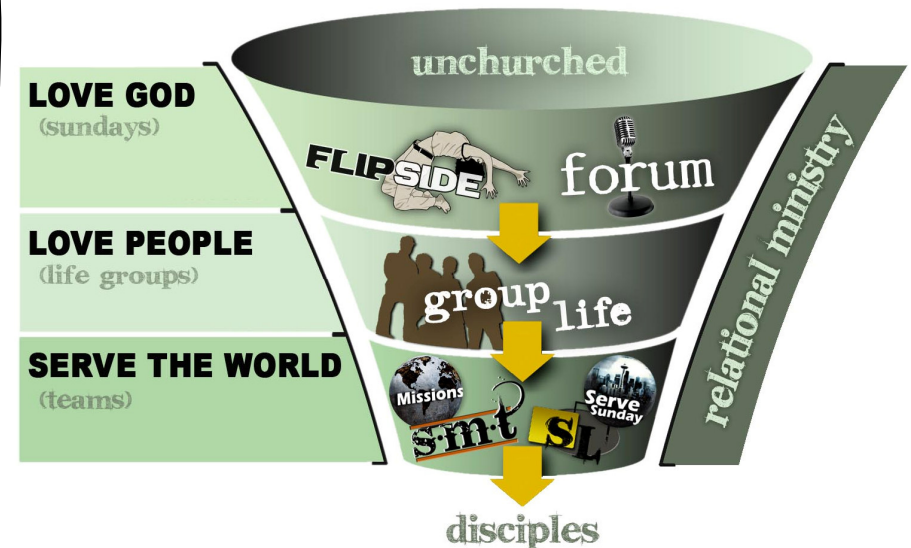 unchurched
LOVE GOD
(sundays)
FLIPSIDE
forum
LOVE PEOPLE
(life groups)
group life
SERVE THE WORLD
(teams)
Missions
s·m·t
SL
Serve
Sunday
relational ministry
disciples